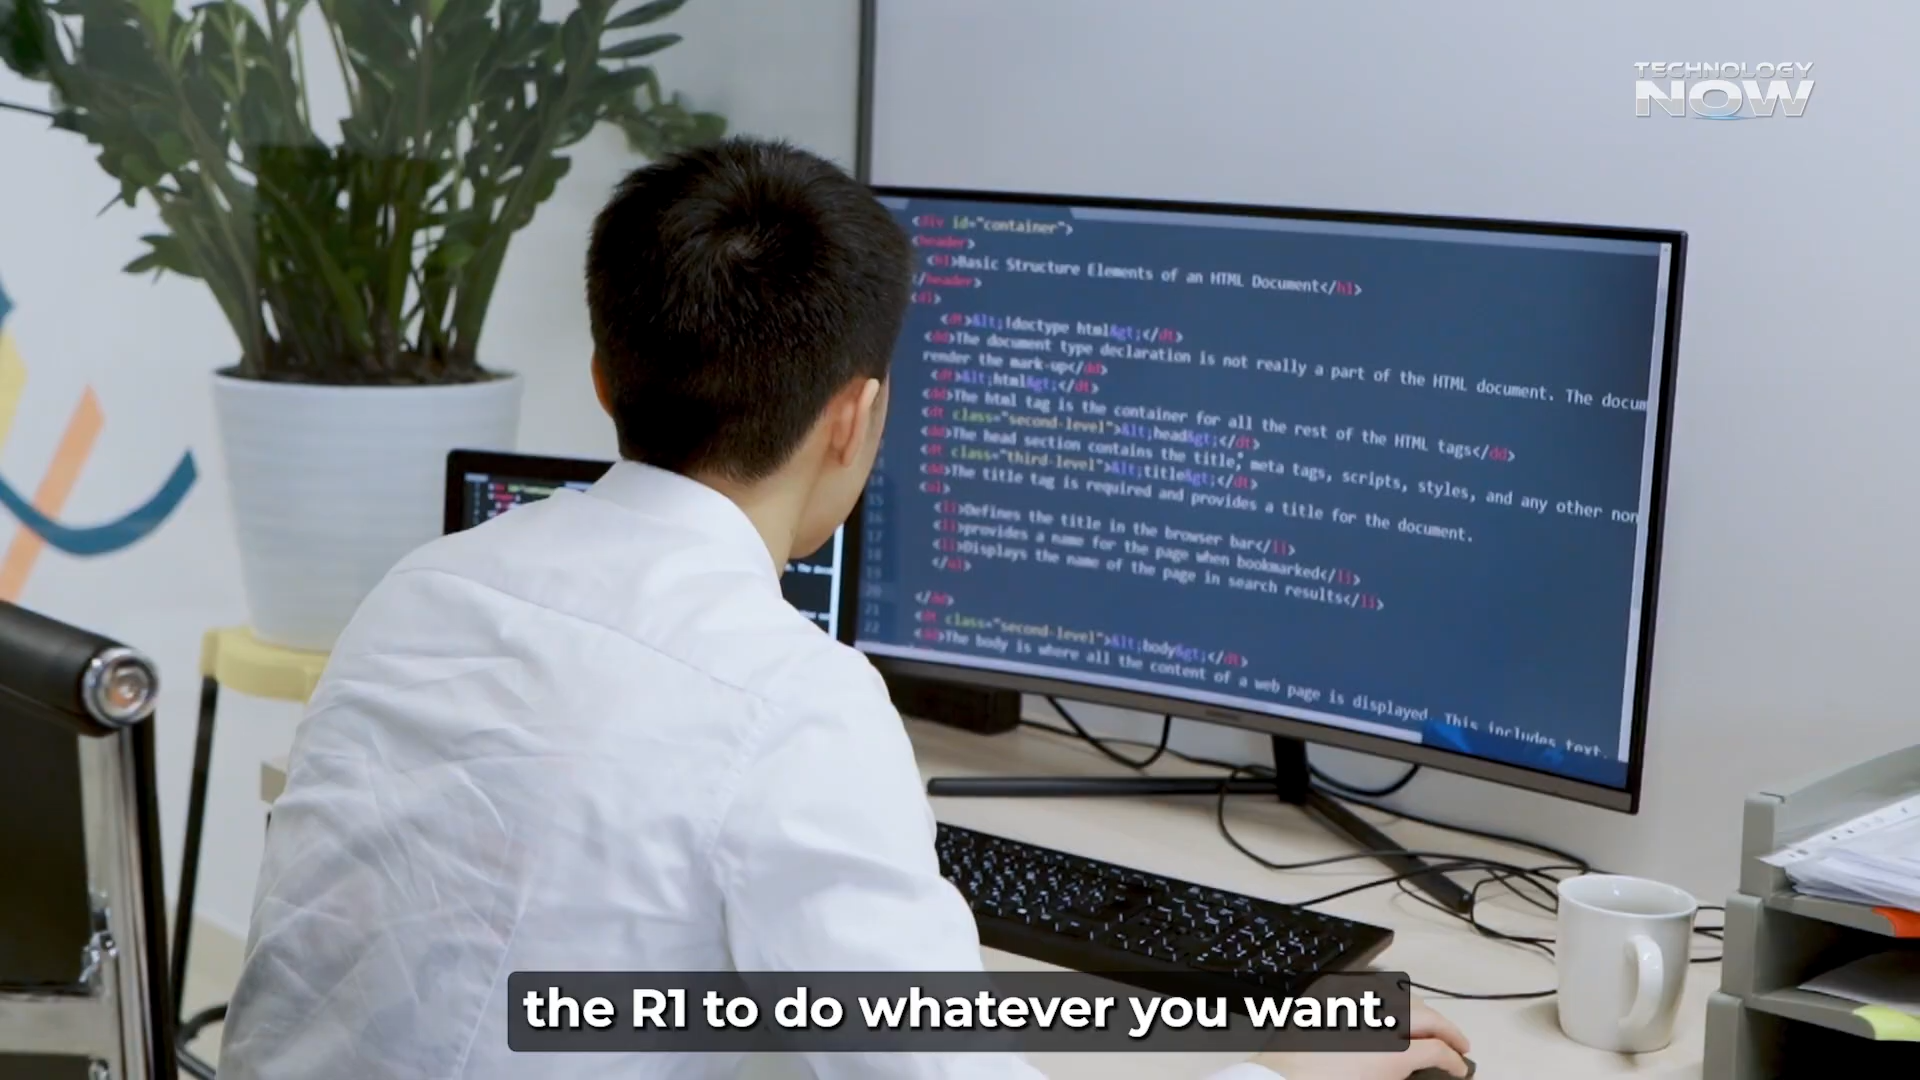 TECHNOLOGY
NOW
<div id="container">
<header>
<h1>Basic Structure Elements of an HTML Document</h1>
</header>
<dl>
<dt>&lt;!doctype html&gt;</dt>
<dd>The document type declaration is not really a part of the HTML document. The docum
render the mark-up</dd>
<dt>&lt;html&gt;</dt>
<dd>The html tag is the container for all the rest of the HTML tags</dd>
<dt class="second-level">&lt;head&gt;</dt>
<dd>The head section contains the title, meta tags, scripts, styles, and any other non
<dt class="third-level">&lt;title&gt;</dt>
<dd>The title tag is required and provides a title for the document.
<ul>
<li>Defines the title in the browser bar</li>
<li>provides a name for the page when bookmarked</li>
<li>Displays the name of the page in search results</li>
</ul>
</dd>
<dt class="second-level">&lt;body&gt;</dt>
<dd>The body is where all the content of a web page is displayed. This includes text,
the R1 to do whatever you want.